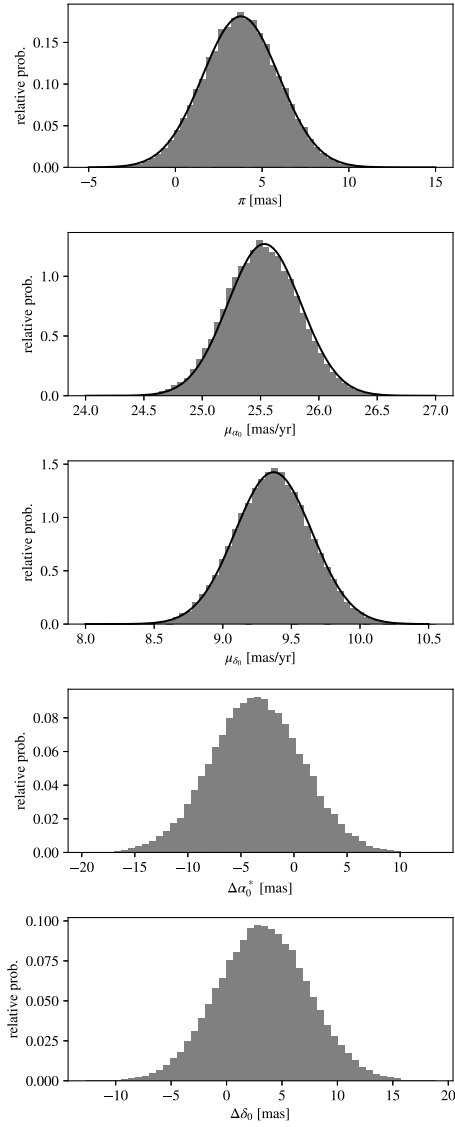 relative prob.
0.15
0.10
0.05
0.00
−5 0 5 10 15
π [mas]
relative prob.
1.0
0.5
0.0
24.0 24.5 25.0 25.5 26.0 26.5 27.0
μα₀ [mas/yr]
relative prob.
1.5
1.0
0.5
0.0
8.0 8.5 9.0 9.5 10.0 10.5
μδ₀ [mas/yr]
relative prob.
0.08
0.06
0.04
0.02
0.00
−20 −15 −10 −5 0 5 10
Δα₀* [mas]
relative prob.
0.100
0.075
0.050
0.025
0.000
−10 −5 0 5 10 15 20
Δδ₀ [mas]